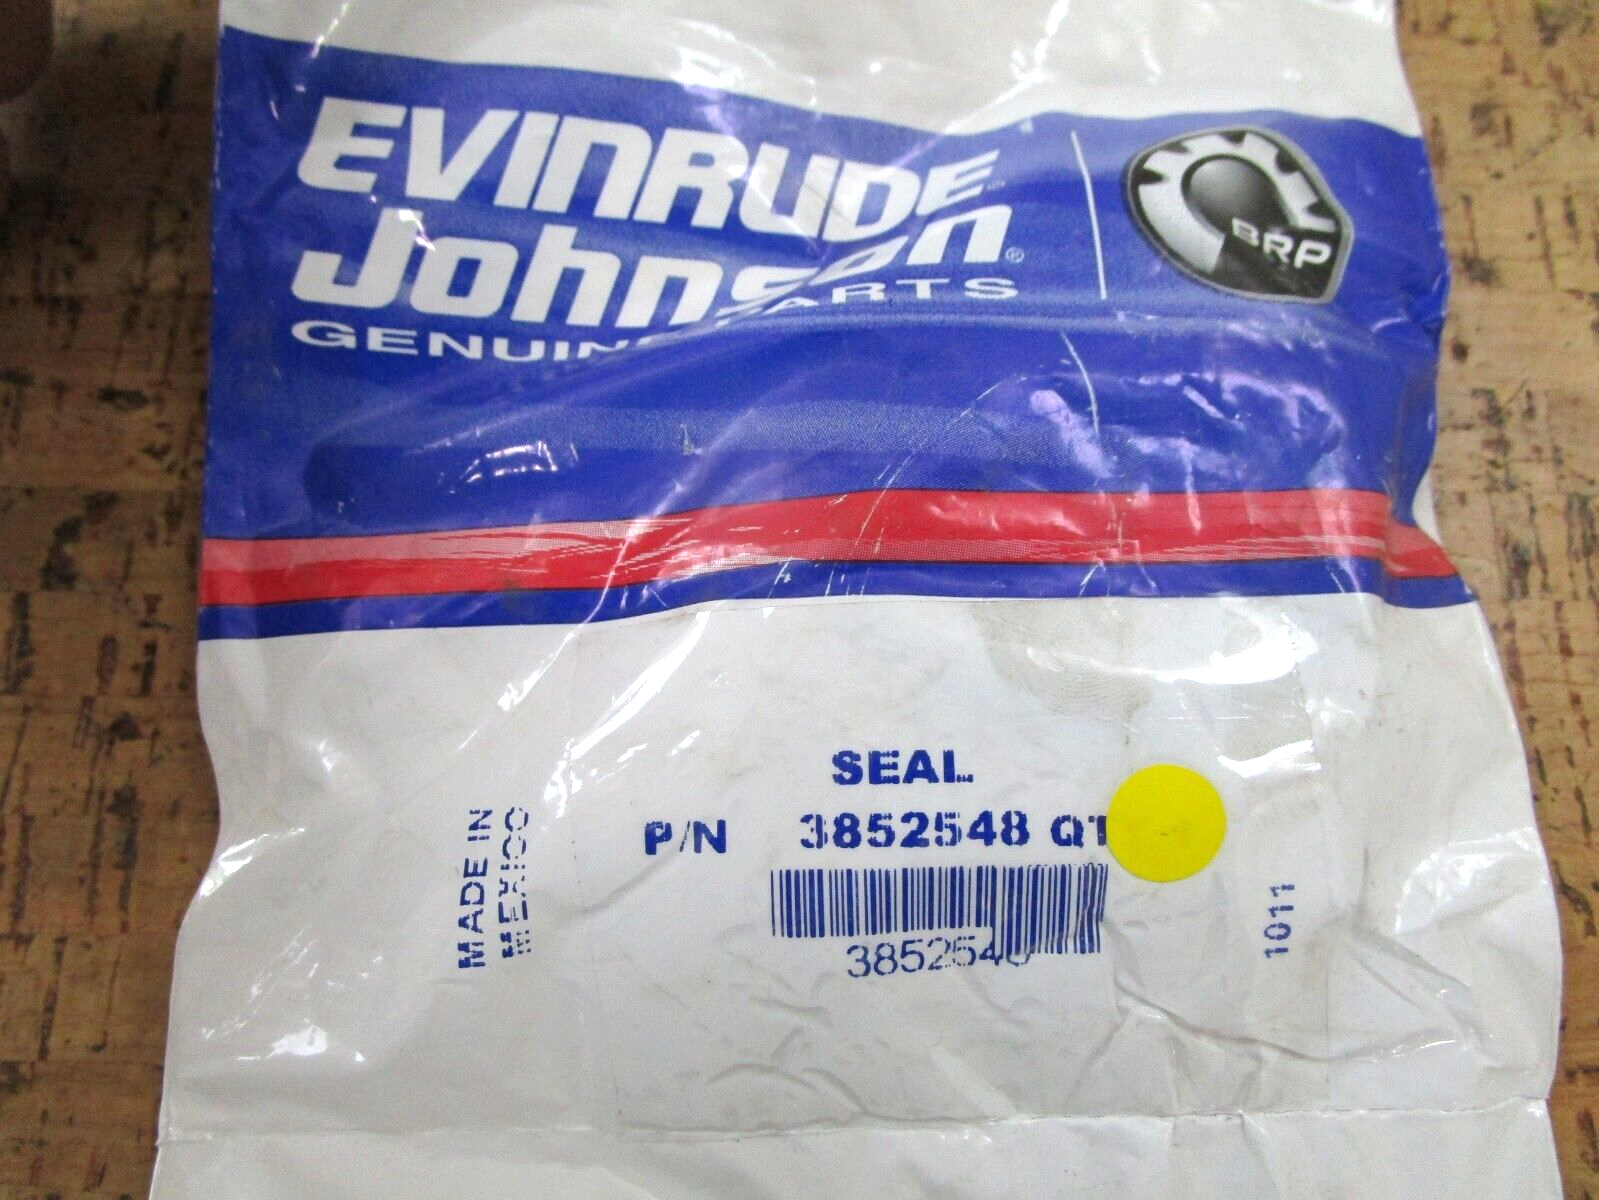 EVINRUDE
Johnson®
GENUINE PARTS
BRP
SEAL
P/N 3852548 QT
3852548
MADE IN
MEXICO
1011